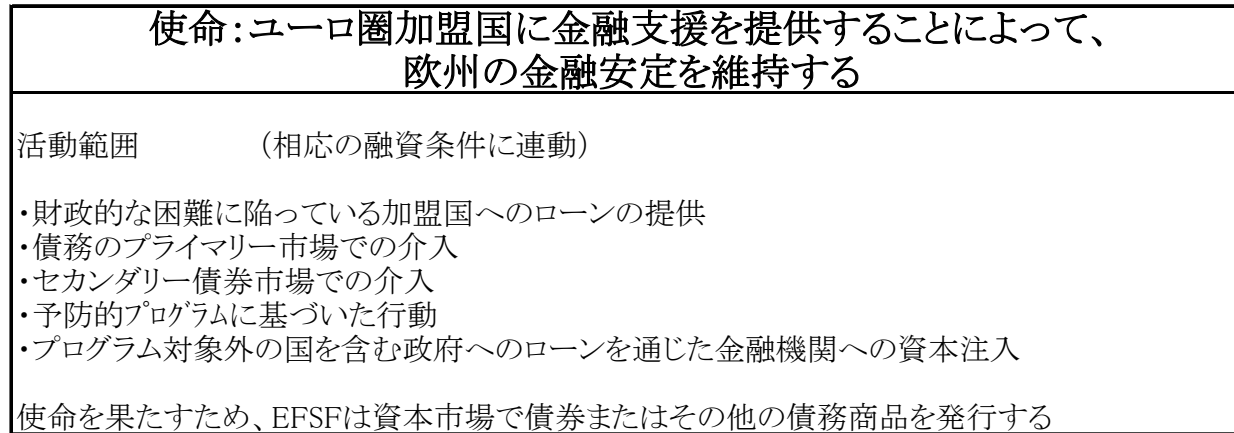 使命:ユーロ圏加盟国に金融支援を提供することによって、
欧州の金融安定を維持する
活動範囲　　　　(相応の融資条件に連動)
・財政的な困難に陥っている加盟国へのローンの提供
・債務のプライマリー市場での介入
・セカンダリー債券市場での介入
・予防的ﾌﾟﾛｸﾞﾗﾑに基づいた行動
・プログラム対象外の国を含む政府へのローンを通じた金融機関への資本注入
使命を果たすため、EFSFは資本市場で債券またはその他の債務商品を発行する